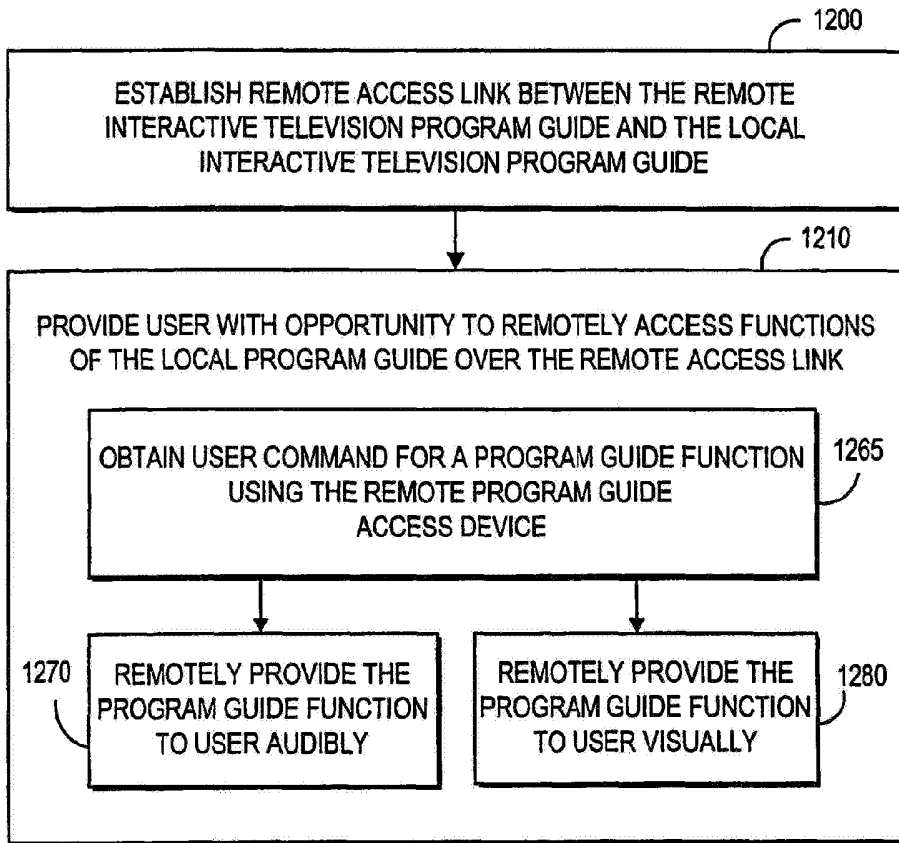 1200
ESTABLISH REMOTE ACCESS LINK BETWEEN THE REMOTE
INTERACTIVE TELEVISION PROGRAM GUIDE AND THE LOCAL
INTERACTIVE TELEVISION PROGRAM GUIDE
1210
PROVIDE USER WITH OPPORTUNITY TO REMOTELY ACCESS FUNCTIONS
OF THE LOCAL PROGRAM GUIDE OVER THE REMOTE ACCESS LINK
OBTAIN USER COMMAND FOR A PROGRAM GUIDE FUNCTION
USING THE REMOTE PROGRAM GUIDE
ACCESS DEVICE
1265
1270
REMOTELY PROVIDE THE
PROGRAM GUIDE FUNCTION
TO USER AUDIBLY
REMOTELY PROVIDE THE
PROGRAM GUIDE FUNCTION
TO USER VISUALLY
1280